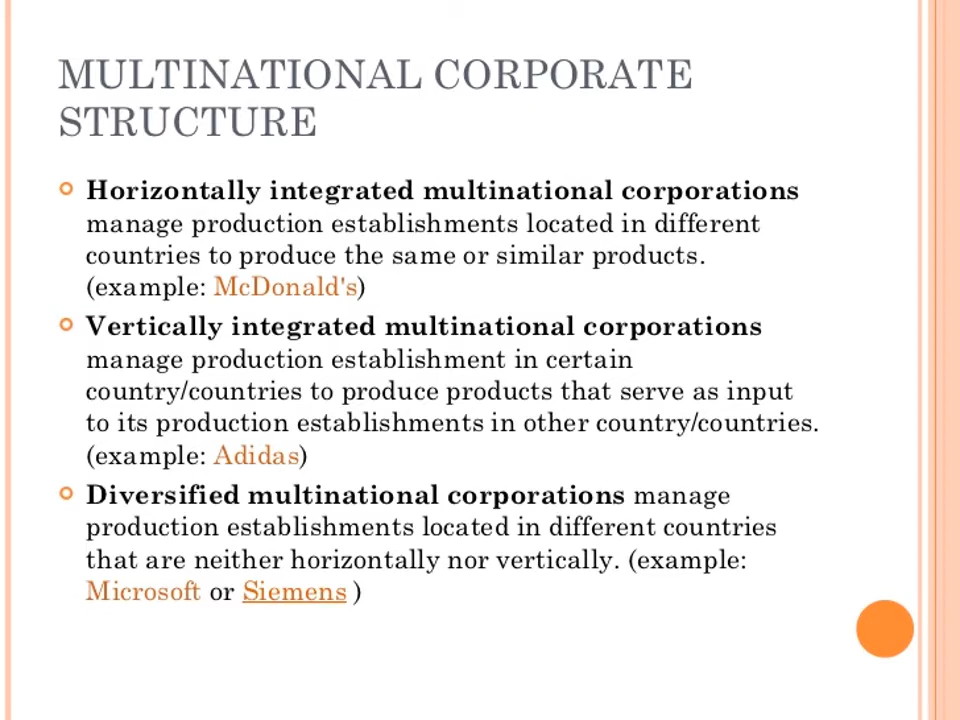 MULTINATIONAL CORPORATE
STRUCTURE
Horizontally integrated multinational corporations
manage production establishments located in different
countries to produce the same or similar products.
(example: McDonald's)
Vertically integrated multinational corporations
manage production establishment in certain
country/countries to produce products that serve as input
to its production establishments in other country/countries.
(example: Adidas)
Diversified multinational corporations manage
production establishments located in different countries
that are neither horizontally nor vertically. (example:
Microsoft or Siemens )